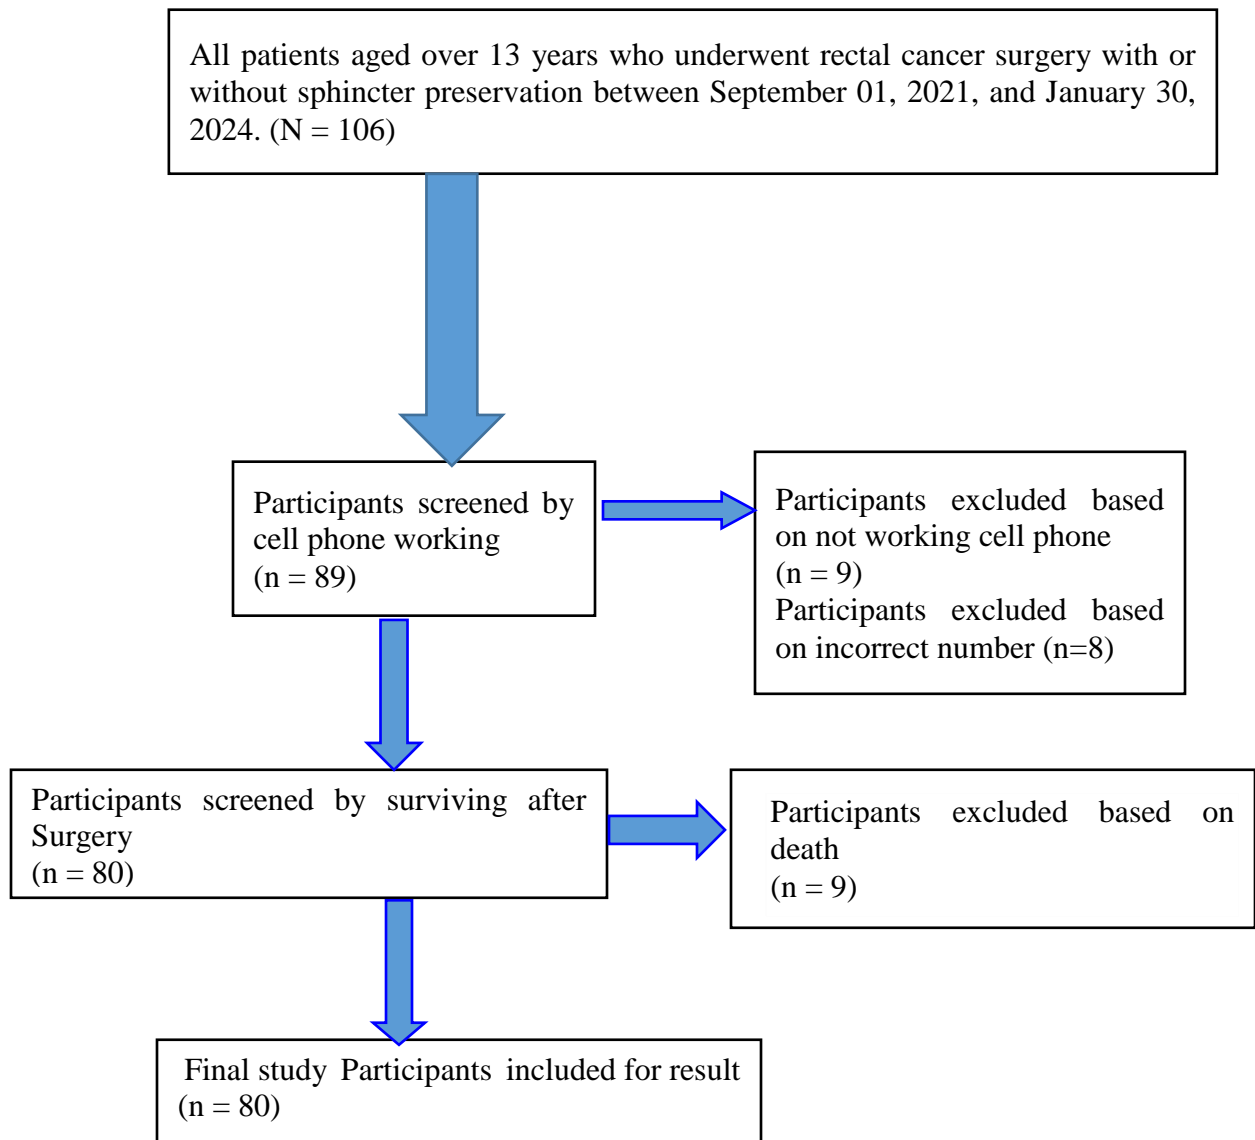 All patients aged over 13 years who underwent rectal cancer surgery with or
without sphincter preservation between September 01, 2021, and January 30,
2024. (N = 106)
Participants screened by
cell phone working
(n = 89)
Participants excluded based
on not working cell phone
(n = 9)
Participants excluded based
on incorrect number (n=8)
Participants screened by surviving after
Surgery
(n = 80)
Participants excluded based on
death
(n = 9)
Final study Participants included for result
(n = 80)